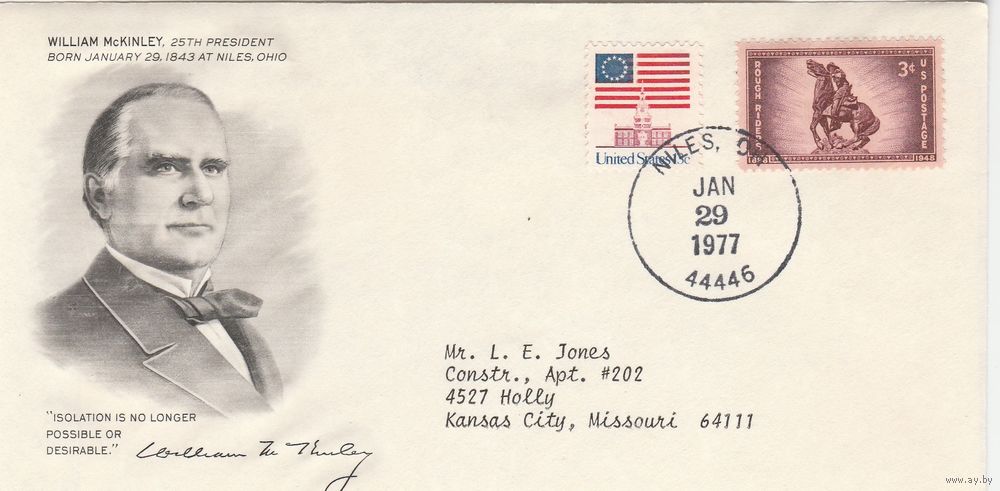 WILLIAM McKINLEY, 25TH PRESIDENT
BORN JANUARY 29, 1843 AT NILES, OHIO
United States 13c
ROUGH RIDERS
3¢
U S POSTAGE
1898 1948
NILES, OH
JAN
29
1977
44446
Mr. L. E. Jones
Constr., Apt. #202
4527 Holly
Kansas City, Missouri 64111
"ISOLATION IS NO LONGER
POSSIBLE OR
DESIRABLE."
William McKinley
www.ay.by